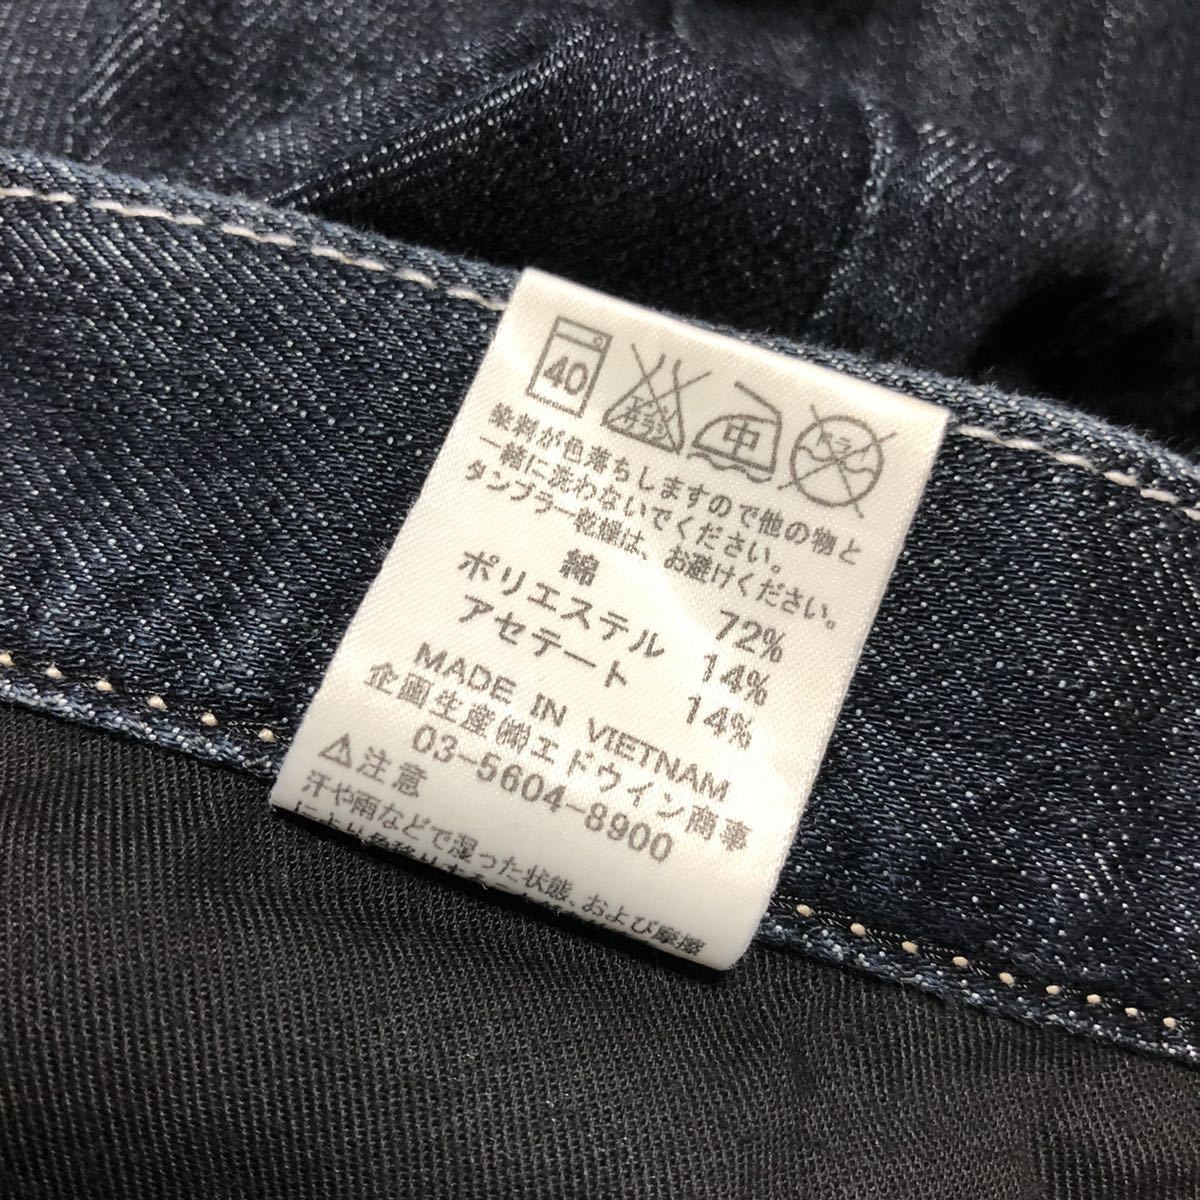 40
エンソ
サラシ
中
ドライ
染料が色落ちしますので他の物と
一緒に洗わないでください。
タンブラー乾燥は、お避けください。
綿 72%
ポリエステル 14%
アセテート 14%
MADE IN VIETNAM
企画生産㈱エドウイン商事
03-5604-8900
⚠注意
汗や雨などで湿った状態、および摩擦